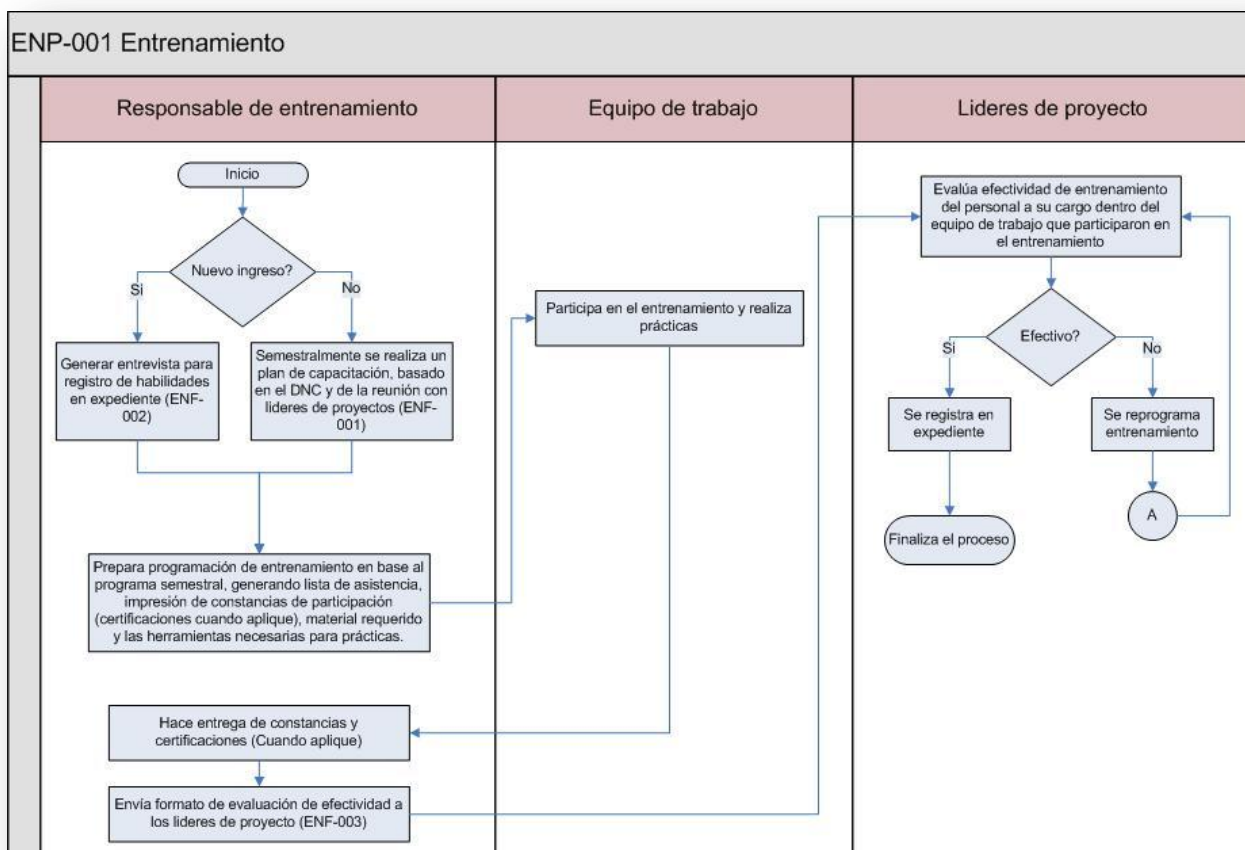 ENP-001 Entrenamiento
Responsable de entrenamiento
Equipo de trabajo
Lideres de proyecto
Inicio
Nuevo ingreso?
Si
No
Generar entrevista para
registro de habilidades
en expediente (ENF-
002)
Semestralmente se realiza un
plan de capacitación, basado
en el DNC y de la reunión con
lideres de proyectos (ENF-
001)
Prepara programación de entrenamiento en base al
programa semestral, generando lista de asistencia,
impresión de constancias de participación
(certificaciones cuando aplique), material requerido
y las herramientas necesarias para prácticas.
Participa en el entrenamiento y realiza
prácticas
Hace entrega de constancias y
certificaciones (Cuando aplique)
Envía formato de evaluación de efectividad a
los lideres de proyecto (ENF-003)
Evalúa efectividad de entrenamiento
del personal a su cargo dentro del
equipo de trabajo que participaron en
el entrenamiento
Efectivo?
Si
No
Se registra en
expediente
Se reprograma
entrenamiento
A
Finaliza el proceso